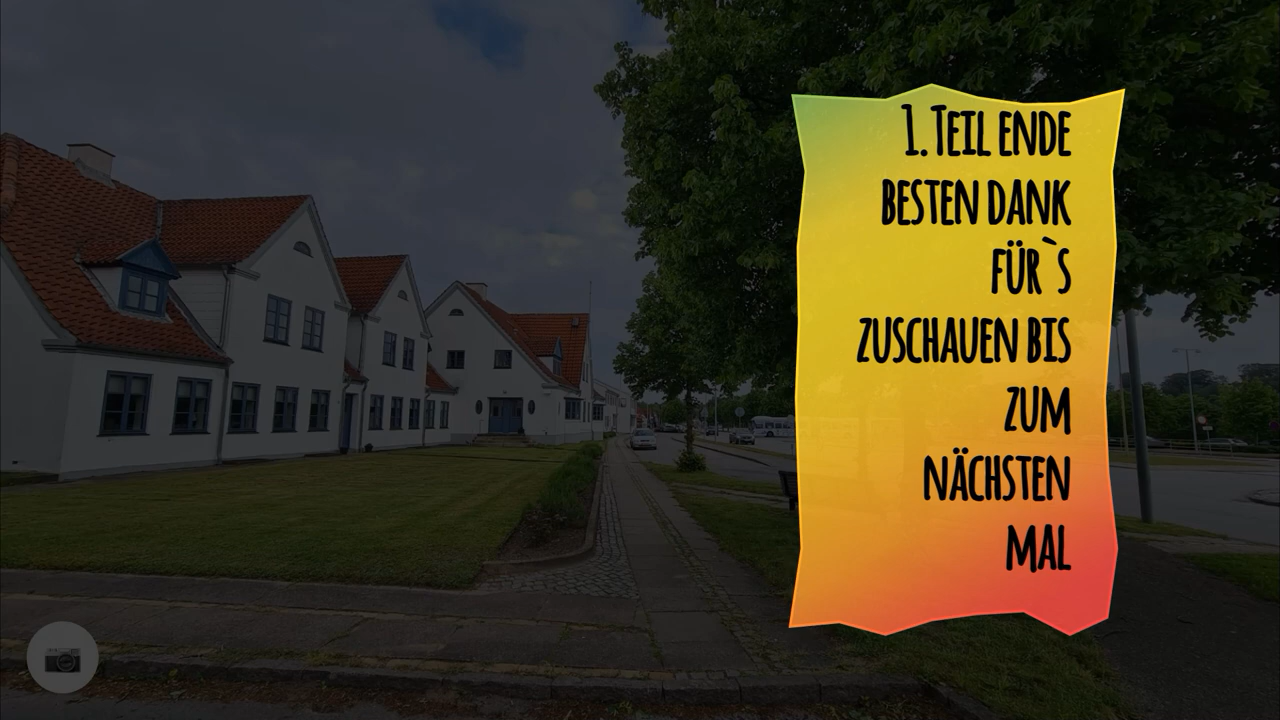 1. TEIL ENDE
BESTEN DANK
FÜR`S
ZUSCHAUEN BIS
ZUM
NÄCHSTEN
MAL